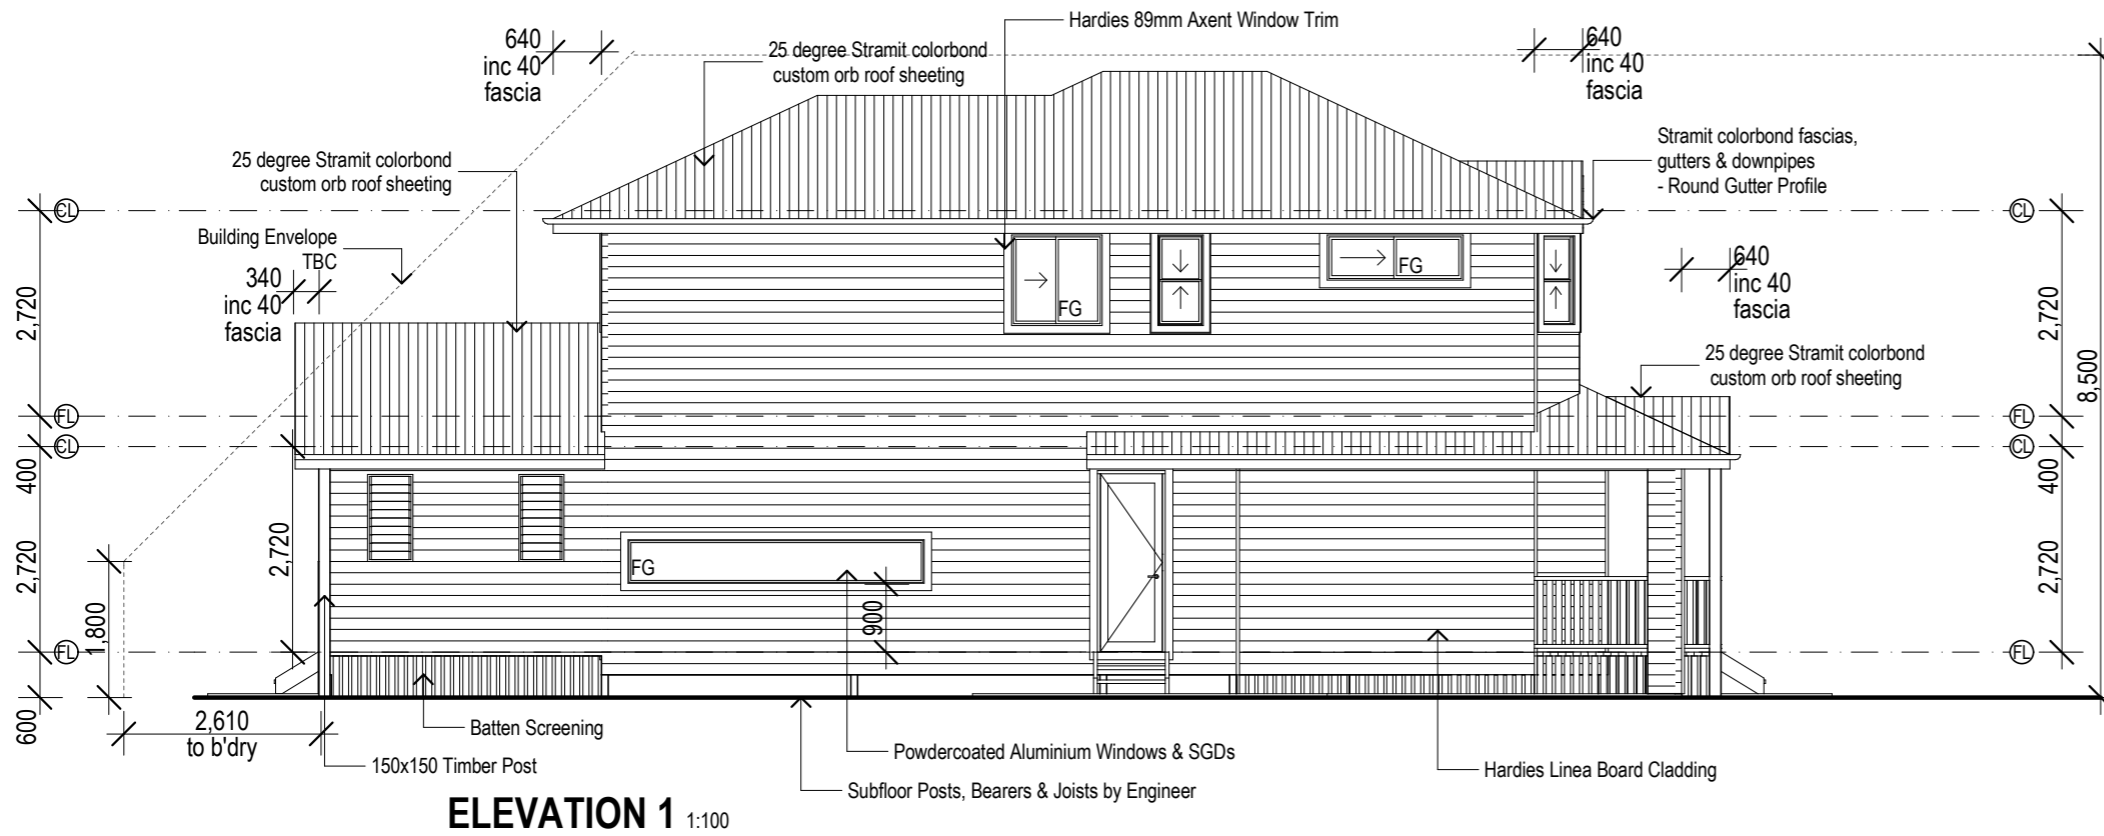 Hardies 89mm Axent Window Trim
640
inc 40
fascia
25 degree Stramit colorbond
custom orb roof sheeting
640
inc 40
fascia
25 degree Stramit colorbond
custom orb roof sheeting
Stramit colorbond fascias,
gutters & downpipes
- Round Gutter Profile
CL
CL
Building Envelope
TBC
340
inc 40
fascia
640
inc 40
fascia
FG
FG
2,720
2,720
8,500
25 degree Stramit colorbond
custom orb roof sheeting
FL
FL
CL
CL
400
400
2,720
2,720
2,720
FG
900
1,800
FL
FL
600
2,610
to b'dry
Batten Screening
150x150 Timber Post
Powdercoated Aluminium Windows & SGDs
Hardies Linea Board Cladding
Subfloor Posts, Bearers & Joists by Engineer
ELEVATION 1 1:100